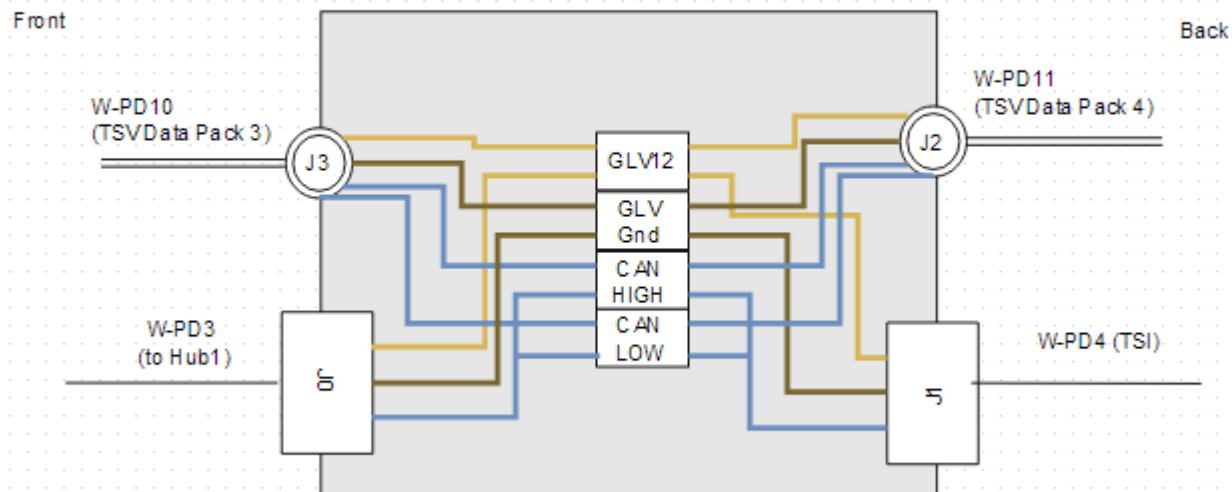 Front
Back
W-PD10
(TSVData Pack 3)
W-PD11
(TSVData Pack 4)
J3
J2
GLV12
GLV
Gnd
CAN
HIGH
CAN
LOW
W-PD3
(to Hub1)
J0
J1
W-PD4 (TSI)